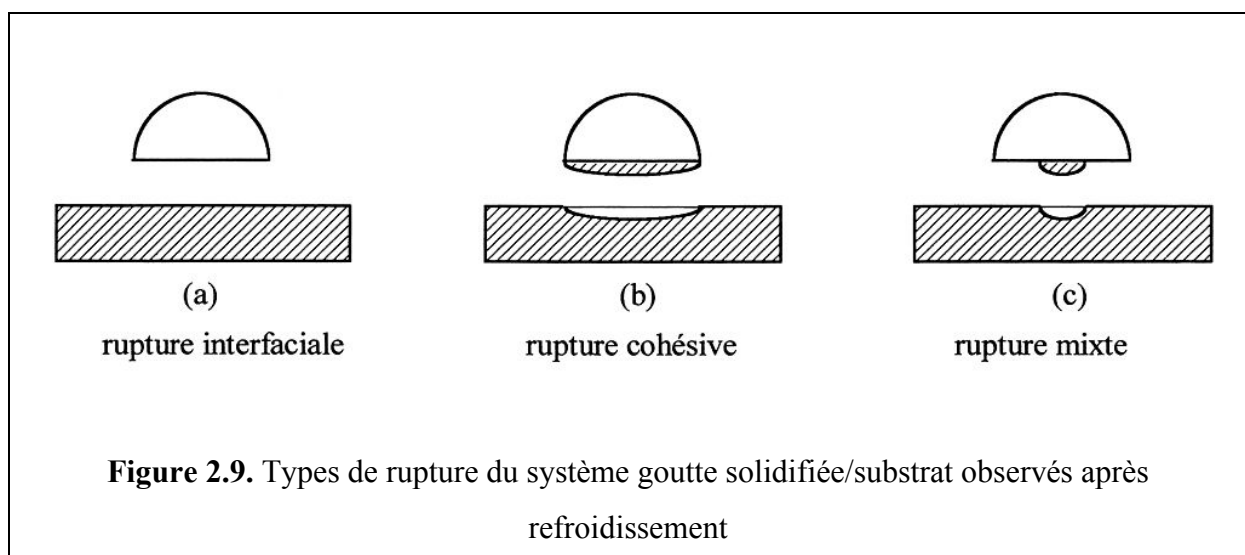 (a)
rupture interfaciale
(b)
rupture cohésive
(c)
rupture mixte
Figure 2.9. Types de rupture du système goutte solidifiée/substrat observés après
refroidissement